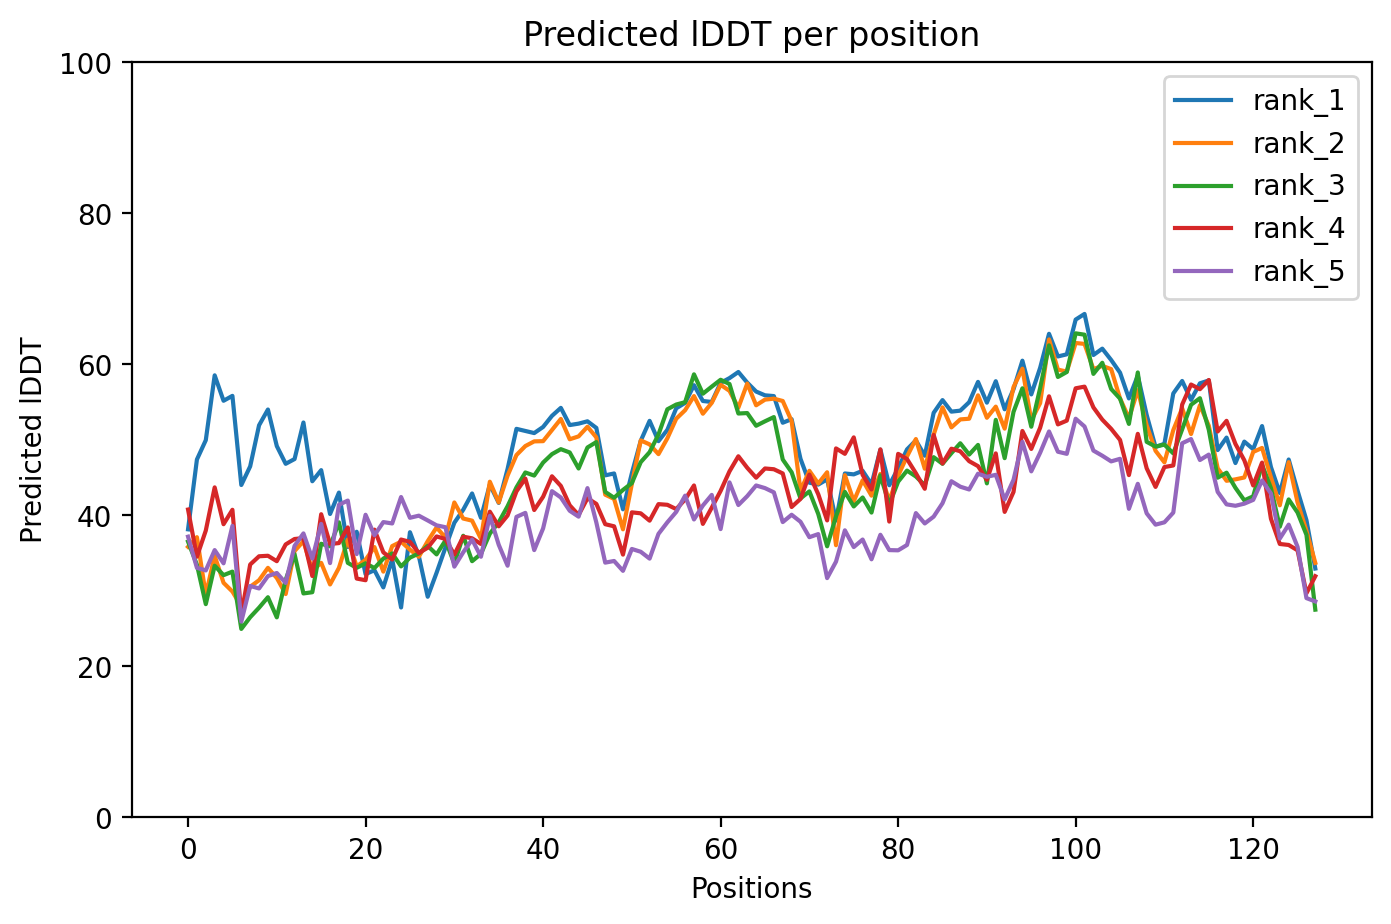 Predicted lDDT per position
100
80
60
40
20
0
Predicted lDDT
0 20 40 60 80 100 120
Positions
rank_1
rank_2
rank_3
rank_4
rank_5